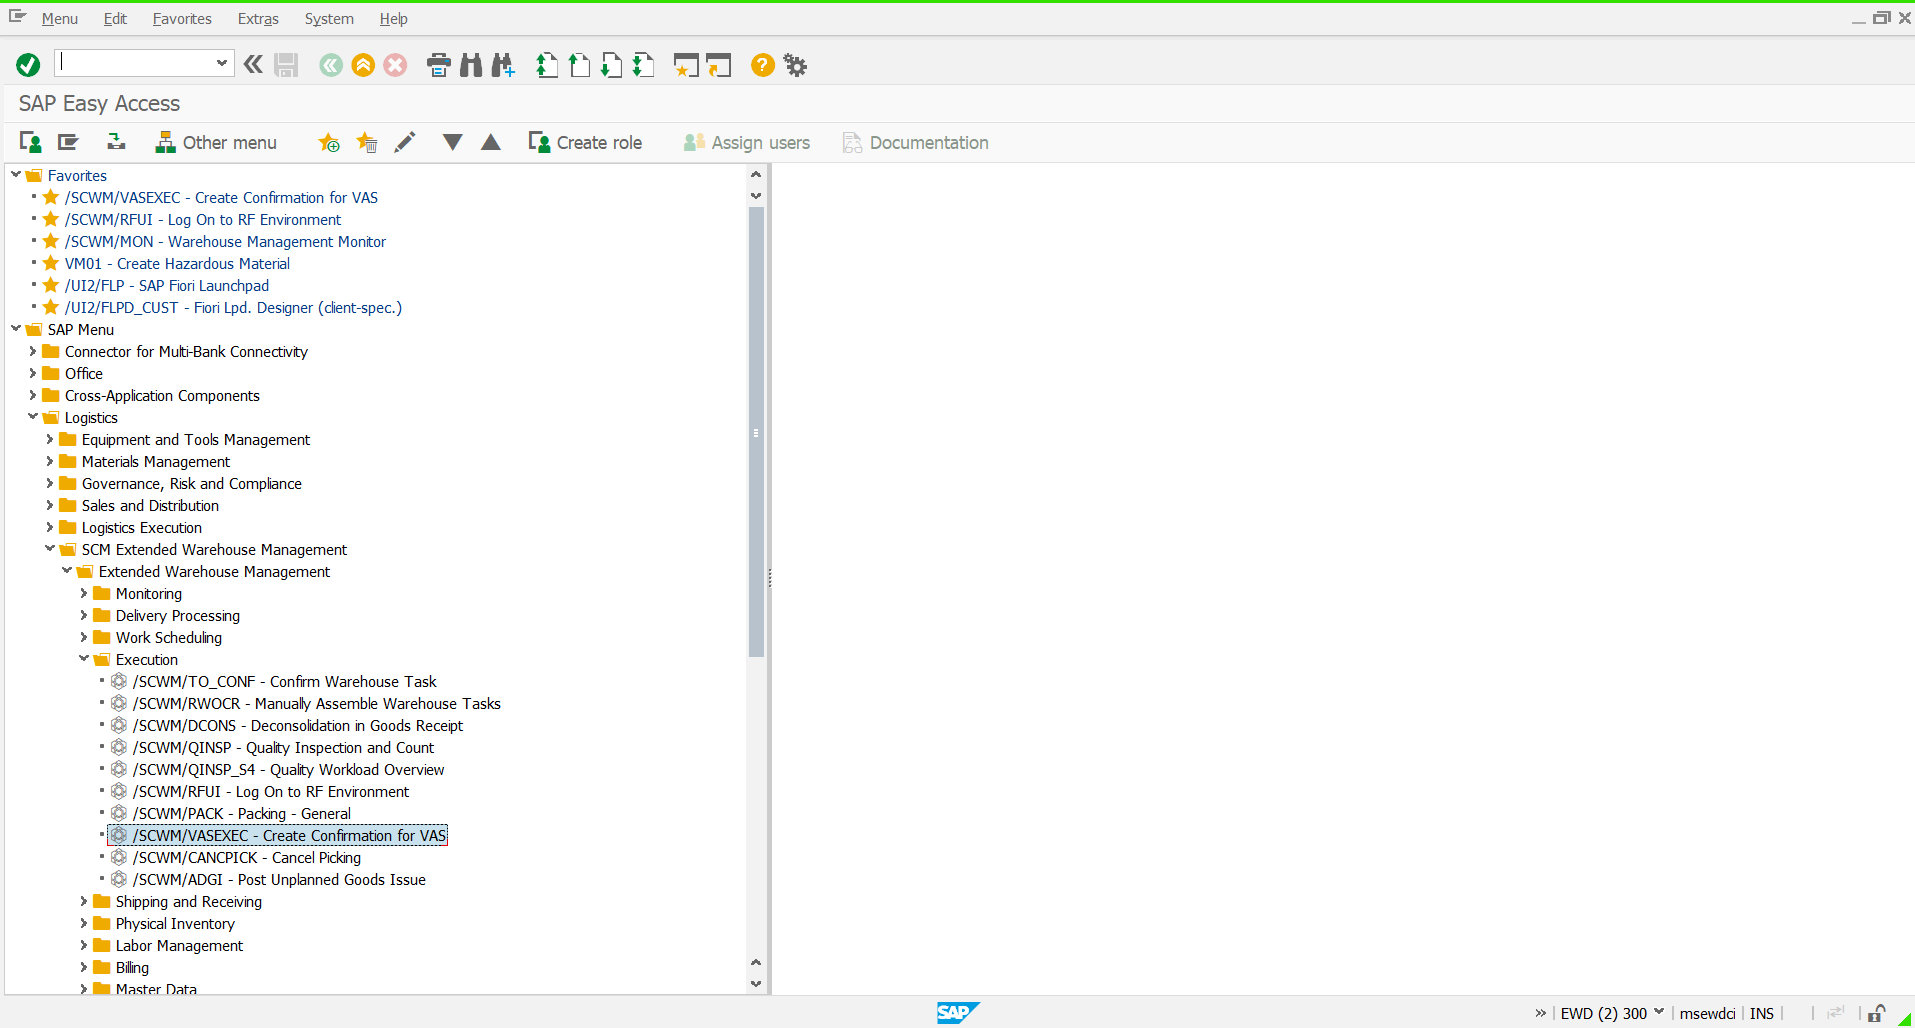 Menu Edit Favorites Extras System Help
SAP Easy Access
Other menu Create role Assign users Documentation
Favorites
/SCWM/VASEXEC - Create Confirmation for VAS
/SCWM/RFUI - Log On to RF Environment
/SCWM/MON - Warehouse Management Monitor
VM01 - Create Hazardous Material
/UI2/FLP - SAP Fiori Launchpad
/UI2/FLPD_CUST - Fiori Lpd. Designer (client-spec.)
SAP Menu
Connector for Multi-Bank Connectivity
Office
Cross-Application Components
Logistics
Equipment and Tools Management
Materials Management
Governance, Risk and Compliance
Sales and Distribution
Logistics Execution
SCM Extended Warehouse Management
Extended Warehouse Management
Monitoring
Delivery Processing
Work Scheduling
Execution
/SCWM/TO_CONF - Confirm Warehouse Task
/SCWM/RWOCR - Manually Assemble Warehouse Tasks
/SCWM/DCONS - Deconsolidation in Goods Receipt
/SCWM/QINSP - Quality Inspection and Count
/SCWM/QINSP_S4 - Quality Workload Overview
/SCWM/RFUI - Log On to RF Environment
/SCWM/PACK - Packing - General
/SCWM/VASEXEC - Create Confirmation for VAS
/SCWM/CANCPICK - Cancel Picking
/SCWM/ADGI - Post Unplanned Goods Issue
Shipping and Receiving
Physical Inventory
Labor Management
Billing
Master Data
SAP EWD (2) 300 msewdci INS